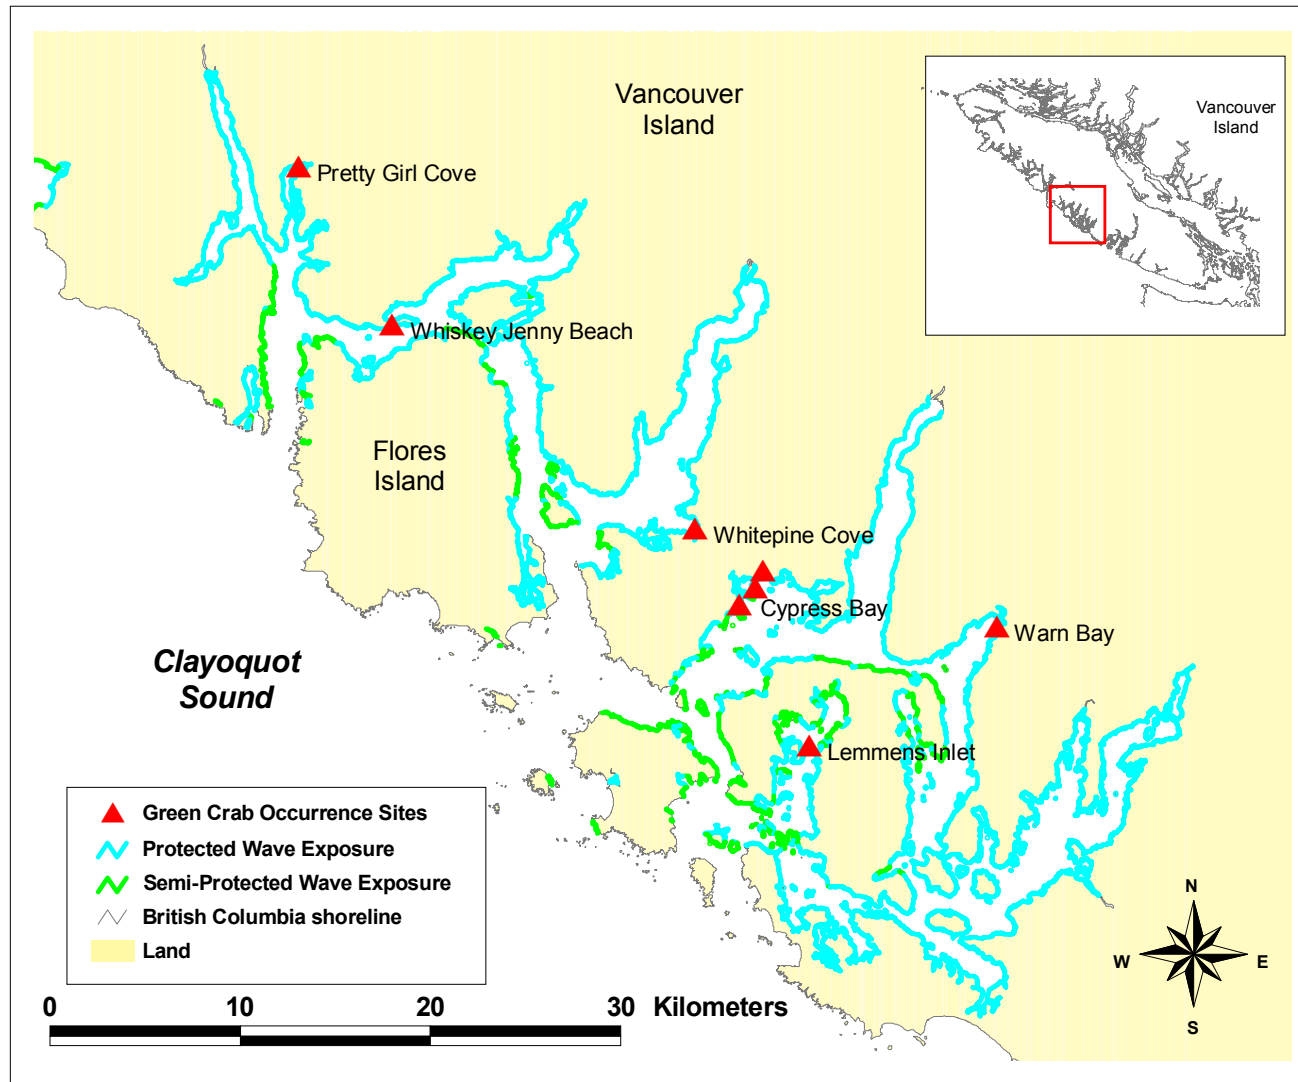 Vancouver
Island
Vancouver
Island
Pretty Girl Cove
Whiskey Jenny Beach
Flores
Island
Whitepine Cove
Cypress Bay
Warn Bay
Clayoquot
Sound
Lemmens Inlet
Green Crab Occurrence Sites
Protected Wave Exposure
Semi-Protected Wave Exposure
British Columbia shoreline
Land
N
W
E
S
0
10
20
30
Kilometers